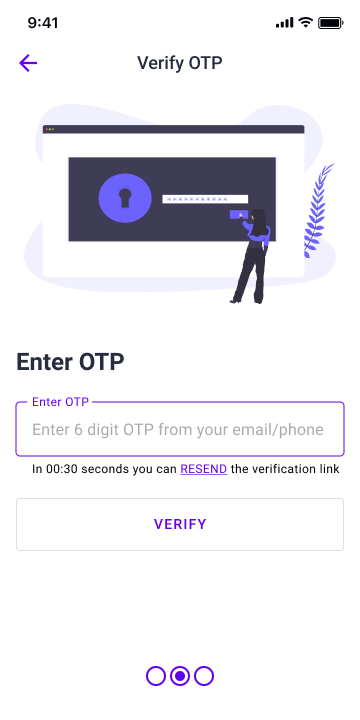 9:41
Verify OTP
Enter OTP
Enter OTP
Enter 6 digit OTP from your email/phone
In 00:30 seconds you can RESEND the verification link
VERIFY